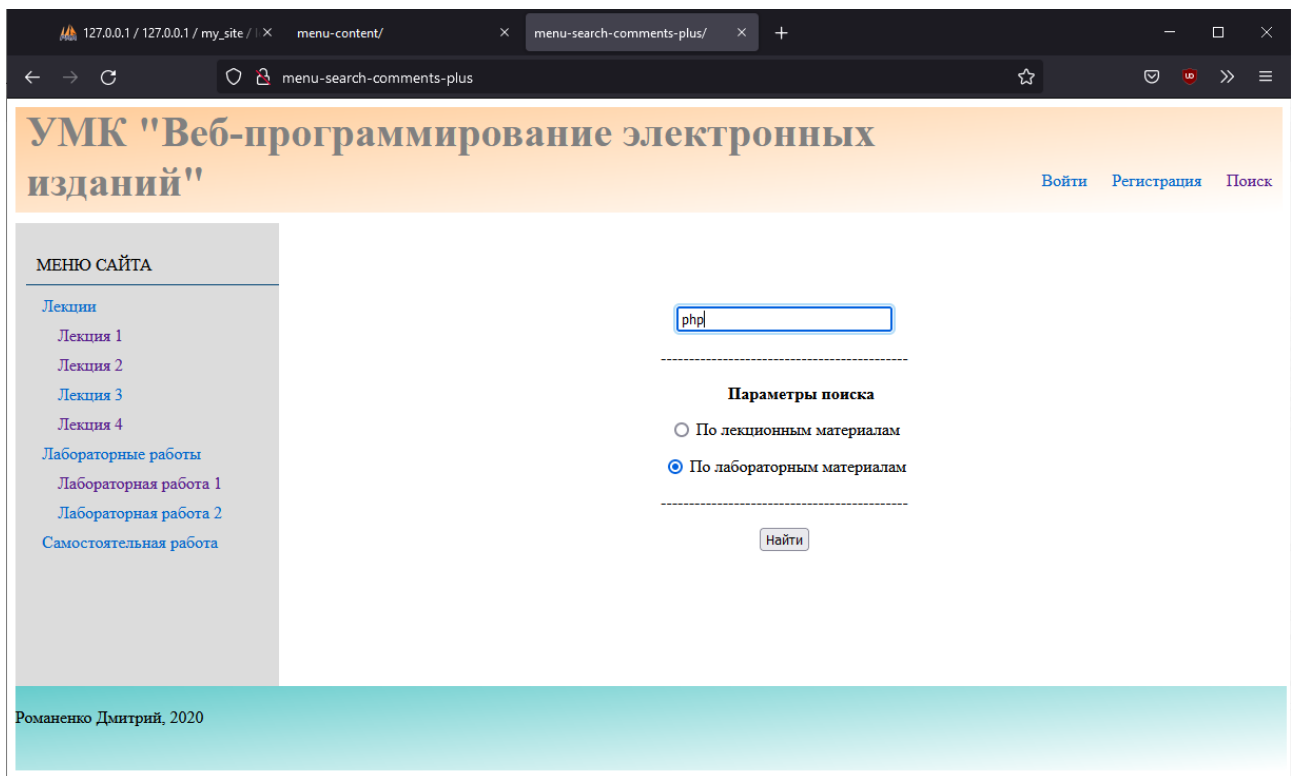 127.0.0.1 / 127.0.0.1 / my_site /
menu-content/
menu-search-comments-plus/
menu-search-comments-plus
УМК "Веб-программирование электронных
изданий"
Войти Регистрация Поиск
МЕНЮ САЙТА
Лекции
Лекция 1
Лекция 2
Лекция 3
Лекция 4
Лабораторные работы
Лабораторная работа 1
Лабораторная работа 2
Самостоятельная работа
php
--------------------------------------------
Параметры поиска
По лекционным материалам
По лабораторным материалам
--------------------------------------------
Найти
Романенко Дмитрий, 2020